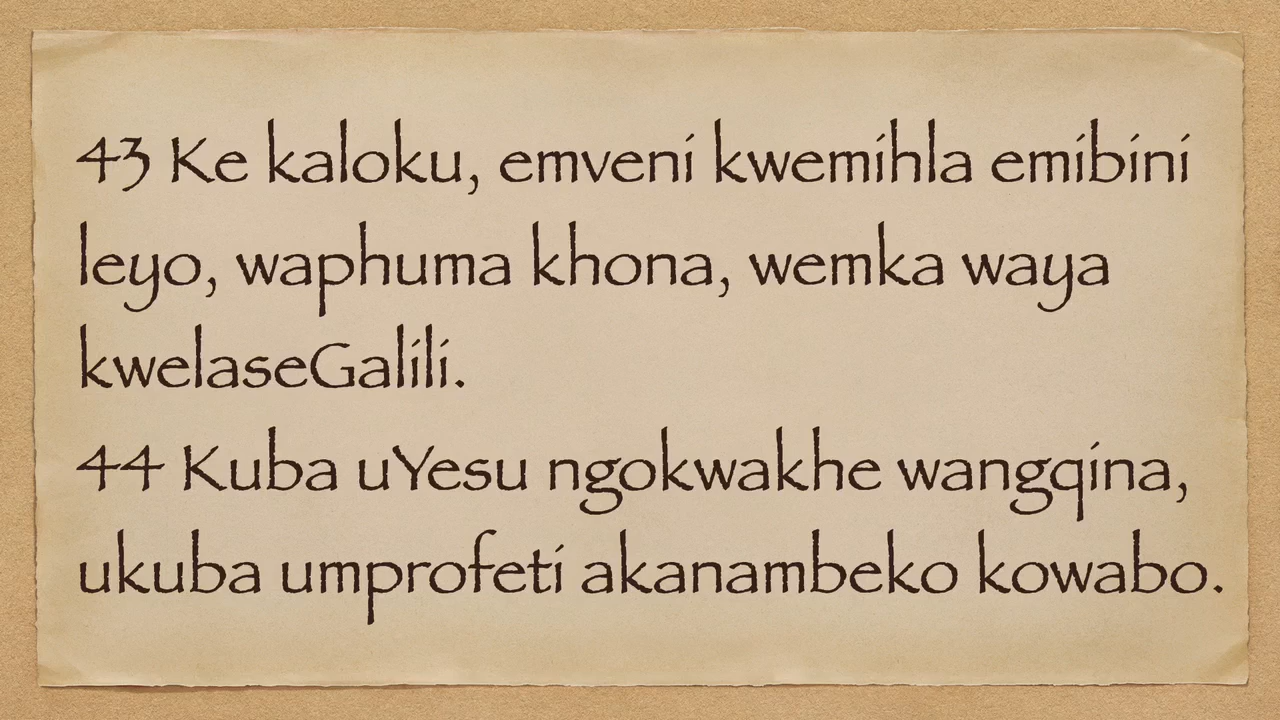 43 Ke kaloku, emveni kwemihla emibini
leyo, waphuma khona, wemka waya
kwelaseGalili.
44 Kuba uYesu ngokwakhe wangqina,
ukuba umprofeti akanambeko kowabo.